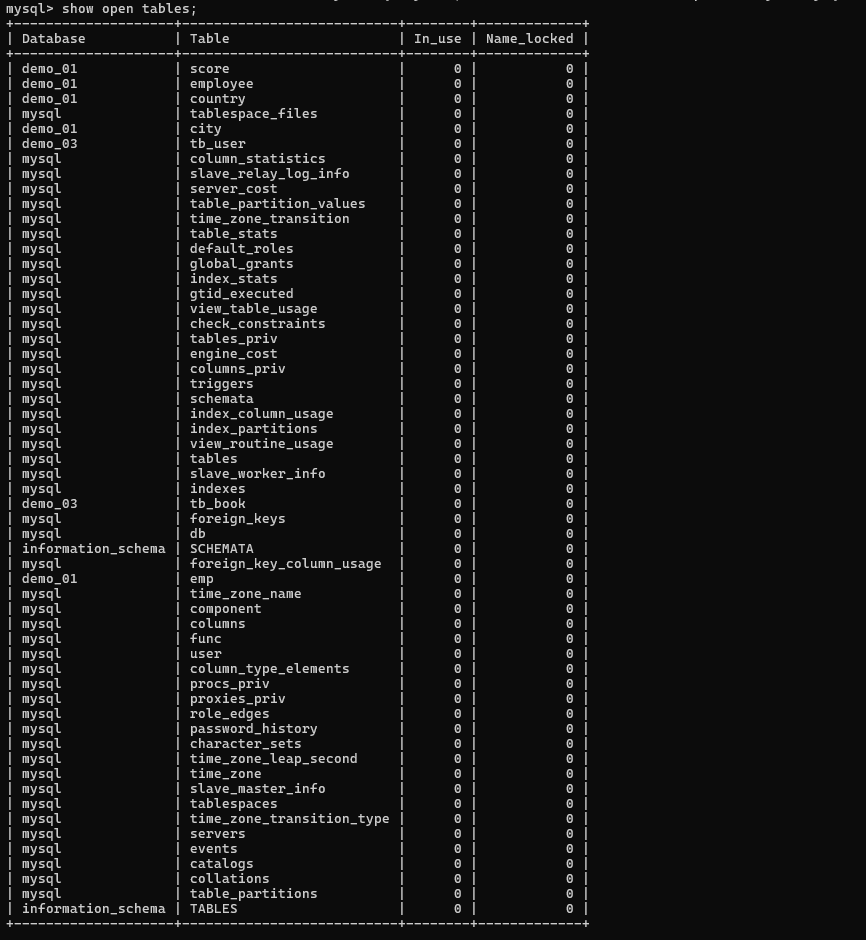 mysql> show open tables;
+--------------------+---------------------------+--------+-------------+
| Database           | Table                     | In_use | Name_locked |
+--------------------+---------------------------+--------+-------------+
| demo_01            | score                     |      0 |           0 |
| demo_01            | employee                  |      0 |           0 |
| demo_01            | country                   |      0 |           0 |
| mysql              | tablespace_files          |      0 |           0 |
| demo_01            | city                      |      0 |           0 |
| demo_03            | tb_user                   |      0 |           0 |
| mysql              | column_statistics         |      0 |           0 |
| mysql              | slave_relay_log_info      |      0 |           0 |
| mysql              | server_cost               |      0 |           0 |
| mysql              | table_partition_values    |      0 |           0 |
| mysql              | time_zone_transition      |      0 |           0 |
| mysql              | table_stats               |      0 |           0 |
| mysql              | default_roles             |      0 |           0 |
| mysql              | global_grants             |      0 |           0 |
| mysql              | index_stats               |      0 |           0 |
| mysql              | gtid_executed             |      0 |           0 |
| mysql              | view_table_usage          |      0 |           0 |
| mysql              | check_constraints         |      0 |           0 |
| mysql              | tables_priv               |      0 |           0 |
| mysql              | engine_cost               |      0 |           0 |
| mysql              | columns_priv              |      0 |           0 |
| mysql              | triggers                  |      0 |           0 |
| mysql              | schemata                  |      0 |           0 |
| mysql              | index_column_usage        |      0 |           0 |
| mysql              | index_partitions          |      0 |           0 |
| mysql              | view_routine_usage        |      0 |           0 |
| mysql              | tables                    |      0 |           0 |
| mysql              | slave_worker_info         |      0 |           0 |
| mysql              | indexes                   |      0 |           0 |
| demo_03            | tb_book                   |      0 |           0 |
| mysql              | foreign_keys              |      0 |           0 |
| mysql              | db                        |      0 |           0 |
| information_schema | SCHEMATA                  |      0 |           0 |
| mysql              | foreign_key_column_usage  |      0 |           0 |
| demo_01            | emp                       |      0 |           0 |
| mysql              | time_zone_name            |      0 |           0 |
| mysql              | component                 |      0 |           0 |
| mysql              | columns                   |      0 |           0 |
| mysql              | func                      |      0 |           0 |
| mysql              | user                      |      0 |           0 |
| mysql              | column_type_elements      |      0 |           0 |
| mysql              | procs_priv                |      0 |           0 |
| mysql              | proxies_priv              |      0 |           0 |
| mysql              | role_edges                |      0 |           0 |
| mysql              | password_history          |      0 |           0 |
| mysql              | character_sets            |      0 |           0 |
| mysql              | time_zone_leap_second     |      0 |           0 |
| mysql              | time_zone                 |      0 |           0 |
| mysql              | slave_master_info         |      0 |           0 |
| mysql              | tablespaces               |      0 |           0 |
| mysql              | time_zone_transition_type |      0 |           0 |
| mysql              | servers                   |      0 |           0 |
| mysql              | events                    |      0 |           0 |
| mysql              | catalogs                  |      0 |           0 |
| mysql              | collations                |      0 |           0 |
| mysql              | table_partitions          |      0 |           0 |
| information_schema | TABLES                    |      0 |           0 |
+--------------------+---------------------------+--------+-------------+